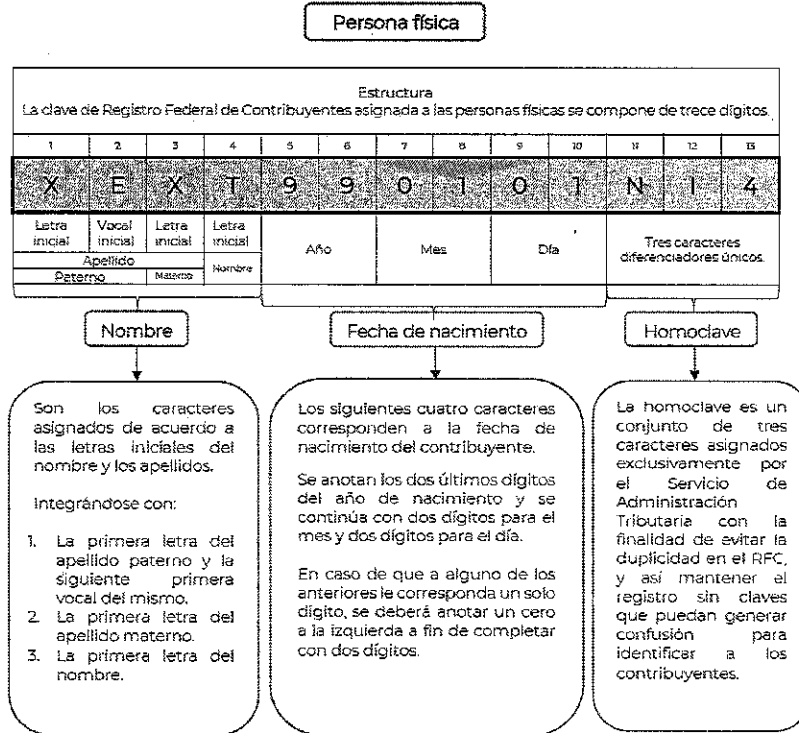 Persona física
Estructura
La clave de Registro Federal de Contribuyentes asignada a las personas físicas se compone de trece dígitos.
1 2 3 4 5 6 7 8 9 10 11 12 13
X E X T 9 9 0 1 0 1 N I 4
Letra inicial
Vocal inicial
Letra inicial
Letra inicial
Apellido
Paterno
Materno
Nombre
Año
Mes
Día
Tres caracteres
diferenciadores únicos.
Nombre
Fecha de nacimiento
Homoclave
Son los caracteres
asignados de acuerdo a
las letras iniciales del
nombre y los apellidos.
Integrándose con:
1. La primera letra del
apellido paterno y la
siguiente primera
vocal del mismo.
2. La primera letra del
apellido materno.
3. La primera letra del
nombre.
Los siguientes cuatro caracteres
corresponden a la fecha de
nacimiento del contribuyente.
Se anotan los dos últimos dígitos
del año de nacimiento y se
continúa con dos dígitos para el
mes y dos dígitos para el día.
En caso de que a alguno de los
anteriores le corresponda un solo
dígito, se deberá anotar un cero
a la izquierda a fin de completar
con dos dígitos.
La homoclave es un
conjunto de tres
caracteres asignados
exclusivamente por
el Servicio de
Administración
Tributaria con la
finalidad de evitar la
duplicidad en el RFC,
y así mantener el
registro sin claves
que puedan generar
confusión para
identificar a los
contribuyentes.